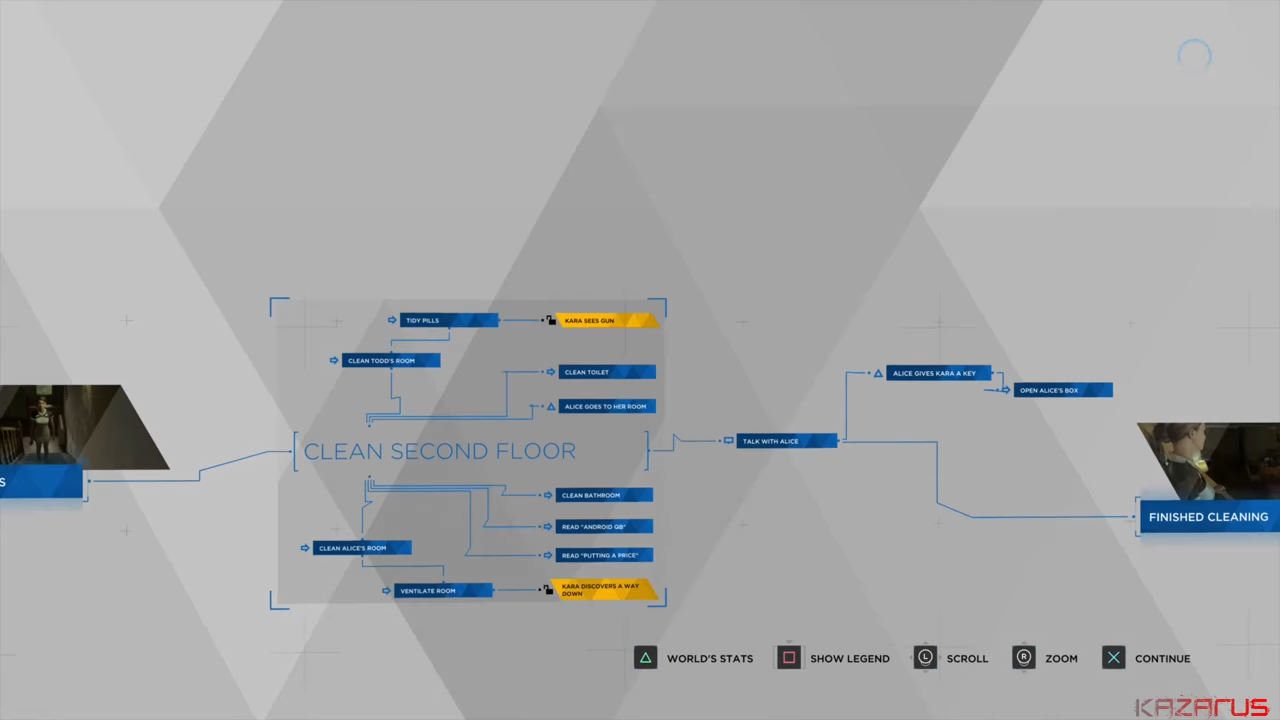 TIDY PILLS
KARA SEES GUN
CLEAN TODD'S ROOM
CLEAN TOILET
ALICE GIVES KARA A KEY
OPEN ALICE'S BOX
ALICE GOES TO HER ROOM
CLEAN SECOND FLOOR
TALK WITH ALICE
S
CLEAN BATHROOM
READ "ANDROID QB"
FINISHED CLEANING
CLEAN ALICE'S ROOM
READ "PUTTING A PRICE"
VENTILATE ROOM
KARA DISCOVERS A WAY
DOWN
WORLD'S STATS
SHOW LEGEND
L
SCROLL
R
ZOOM
CONTINUE
KAZARUS